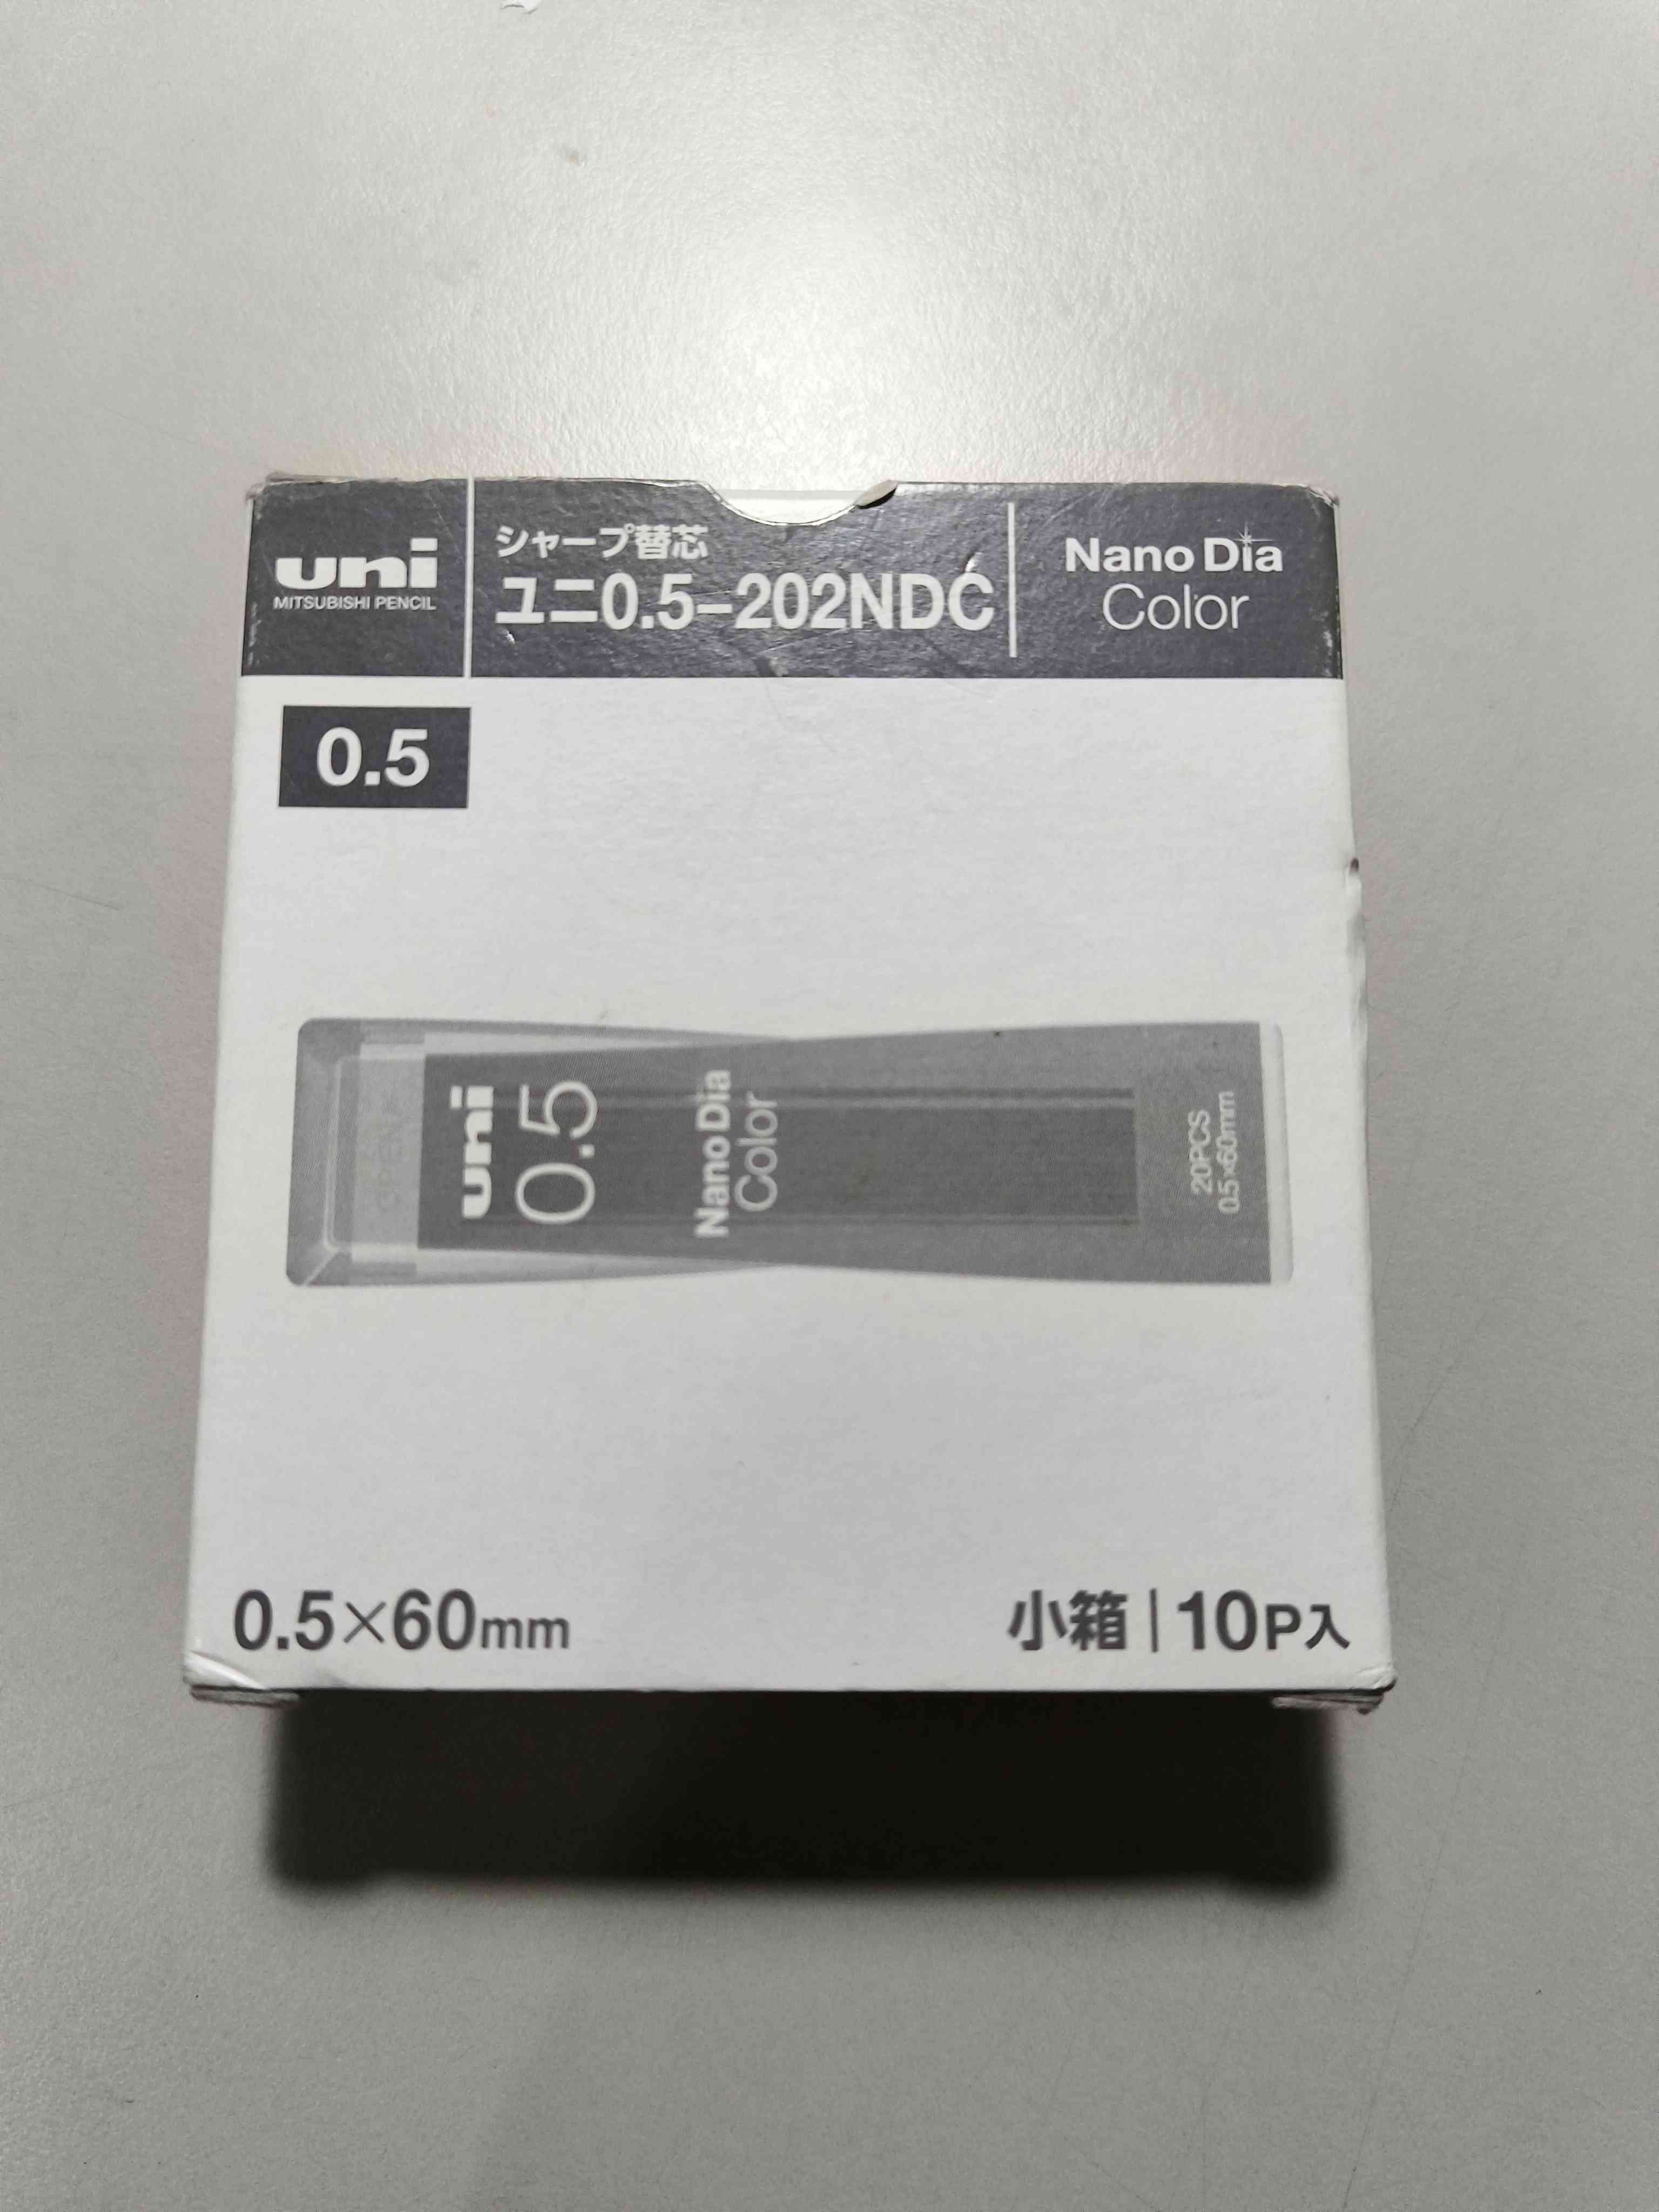 uni
MITSUBISHI PENCIL
シャープ替芯
ユニ0.5-202NDC
Nano Dia
Color
0.5
OPEN
uni
0.5
Nano Dia
Color
20PCS
0.5×60mm
0.5×60mm
小箱|10P入